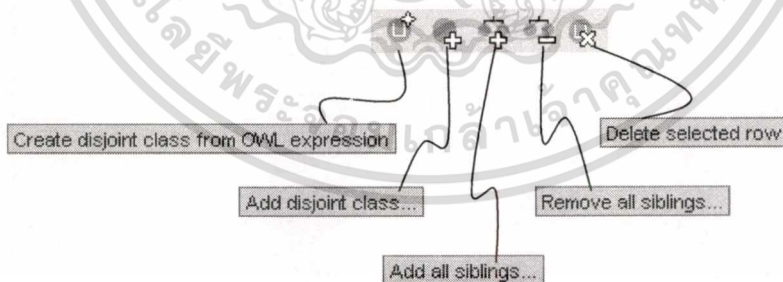 Create disjoint class from OWL expression
Delete selected row
Add disjoint class...
Remove all siblings...
Add all siblings...